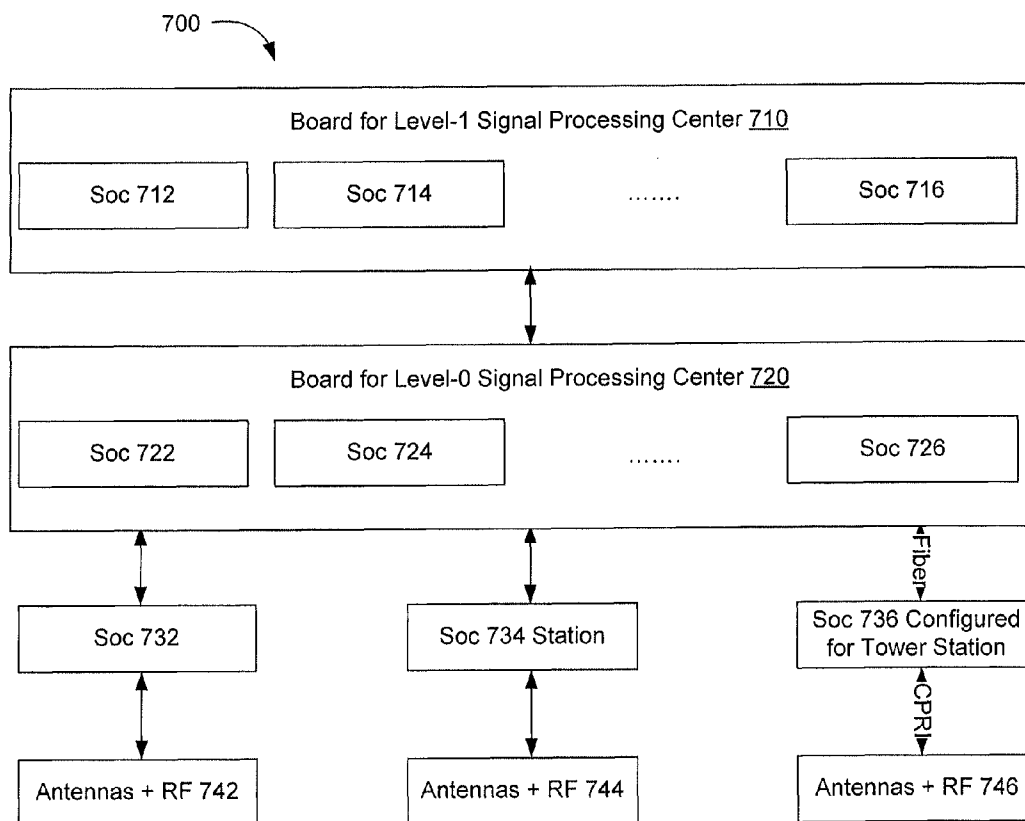 700
Board for Level-1 Signal Processing Center 710
Soc 712
Soc 714
.......
Soc 716
Board for Level-0 Signal Processing Center 720
Soc 722
Soc 724
.......
Soc 726
Fiber
Soc 732
Soc 734 Station
Soc 736 Configured
for Tower Station
CPRI
Antennas + RF 742
Antennas + RF 744
Antennas + RF 746